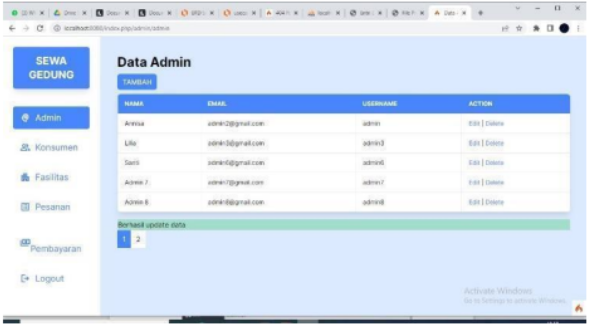 localhost:8080/index.php/admin/admin
SEWA
GEDUNG
Admin
Konsumen
Fasilitas
Pesanan
Pembayaran
Logout
Data Admin
TAMBAH
NAMA EMAIL USERNAME ACTION
Annisa admin2@gmail.com admin Edit | Delete
Lilis admin3@gmail.com admin3 Edit | Delete
admin6@gmail.com admin6 Edit | Delete
Admin 7 admin7@gmail.com admin7 Edit | Delete
Admin 8 admin8@gmail.com admin8 Edit | Delete
Berhasil update data
1 2
Activate Windows
Go to Settings to activate Windows.